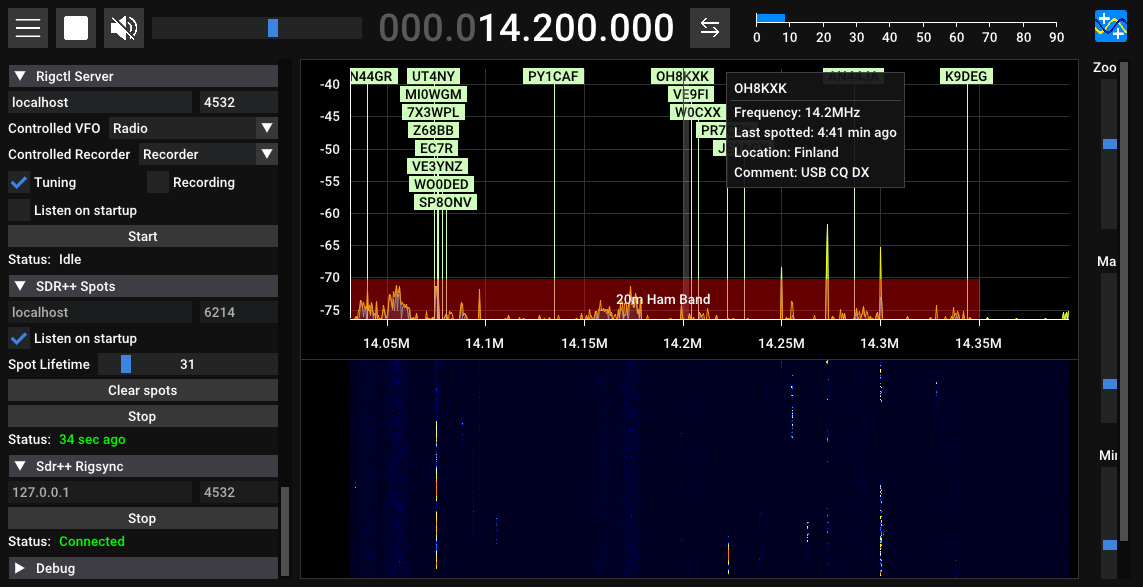 000.014.200.000
0 10 20 30 40 50 60 70 80 90
Rigctl Server
localhost 4532
Controlled VFO Radio
Controlled Recorder Recorder
Tuning Recording
Listen on startup
Start
Status: Idle
SDR++ Spots
localhost 6214
Listen on startup
Spot Lifetime 31
Clear spots
Stop
Status: 34 sec ago
Sdr++ Rigsync
127.0.0.1 4532
Stop
Status: Connected
Debug
N44GR UT4NY PY1CAF OH8KXK K9DEG
MI0WGM VE9FI
7X3WPL W0CXX
Z68BB PR7
EC7R J
VE3YNZ
WO0DED
SP8ONV
OH8KXK
Frequency: 14.2MHz
Last spotted: 4:41 min ago
Location: Finland
Comment: USB CQ DX
-40
-45
-50
-55
-60
-65
-70
-75
20m Ham Band
14.05M 14.1M 14.15M 14.2M 14.25M 14.3M 14.35M
Zoo
Ma
Mi